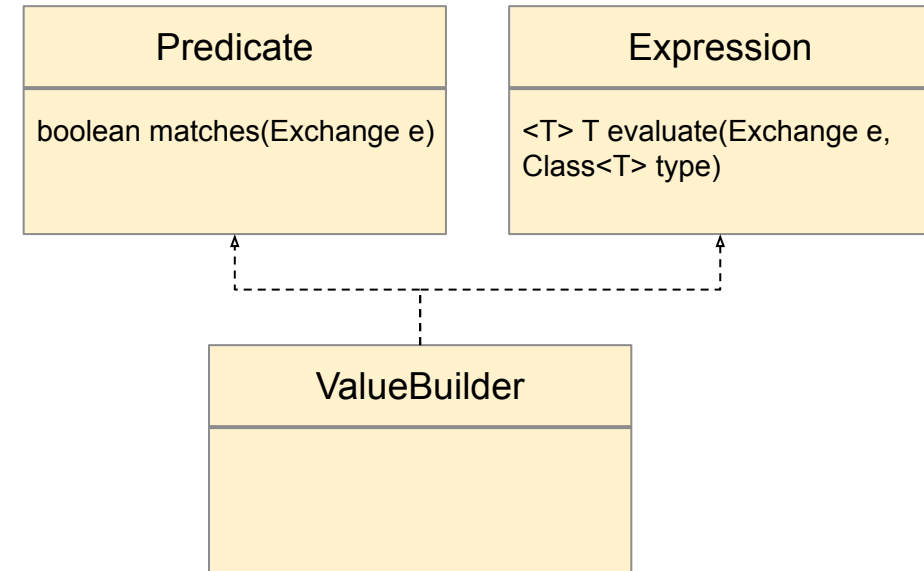 Predicate
boolean matches(Exchange e)
Expression
<T> T evaluate(Exchange e,
Class<T> type)
ValueBuilder